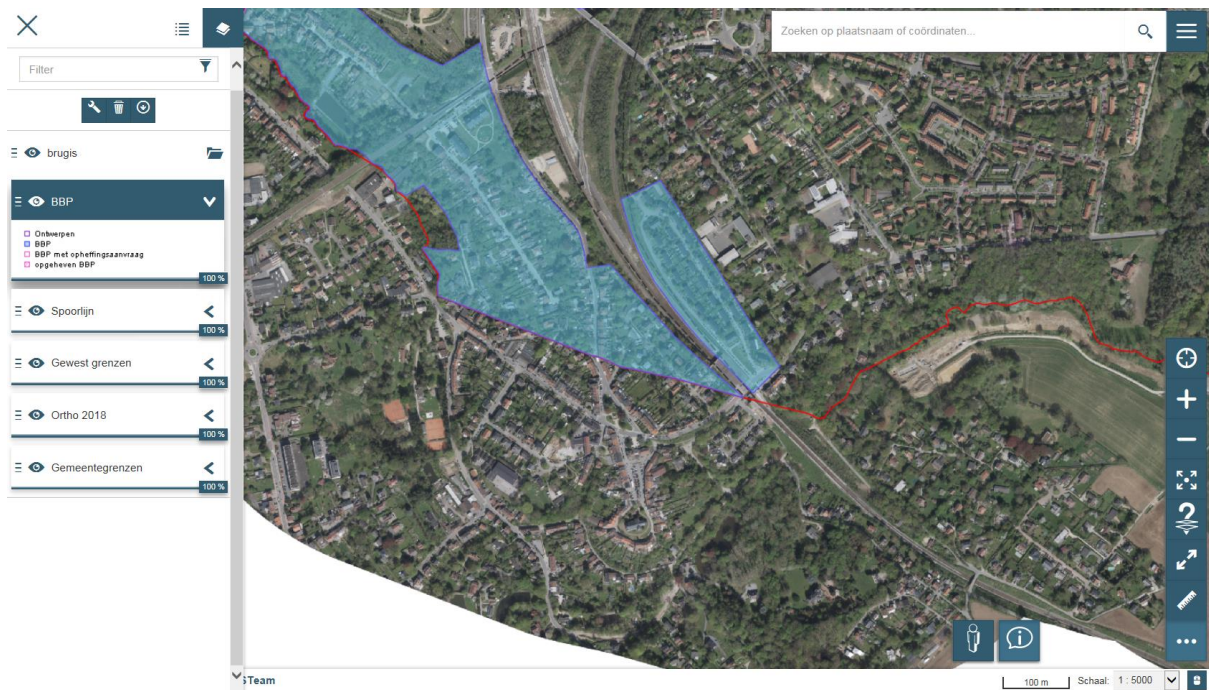 Zoeken op plaatsnaam of coördinaten...
Filter
brugis
BBP
Ontwerpen
BBP
BBP met opheffingsaanvraag
opgeheven BBP
100 %
Spoorlijn
100 %
Gewest grenzen
100 %
Ortho 2018
100 %
Gemeentegrenzen
100 %
STeam
100 m
Schaal: 1 : 5000